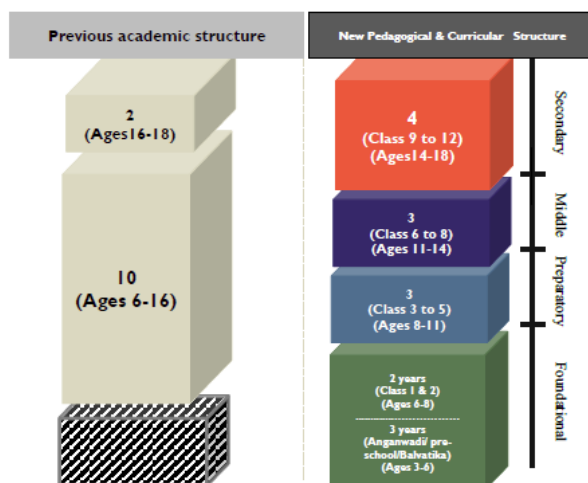 Previous academic structure
2
(Ages16-18)
10
(Ages 6-16)
New Pedagogical & Curricular Structure
4
(Class 9 to 12)
(Ages14-18)
3
(Class 6 to 8)
(Ages 11-14)
3
(Class 3 to 5)
(Ages 8-11)
2 years
(Class 1 & 2)
(Ages 6-8)
3 years
(Anganwadi/ pre-
school/Balvatika)
(Ages 3-6)
Secondary
Middle
Preparatory
Foundational